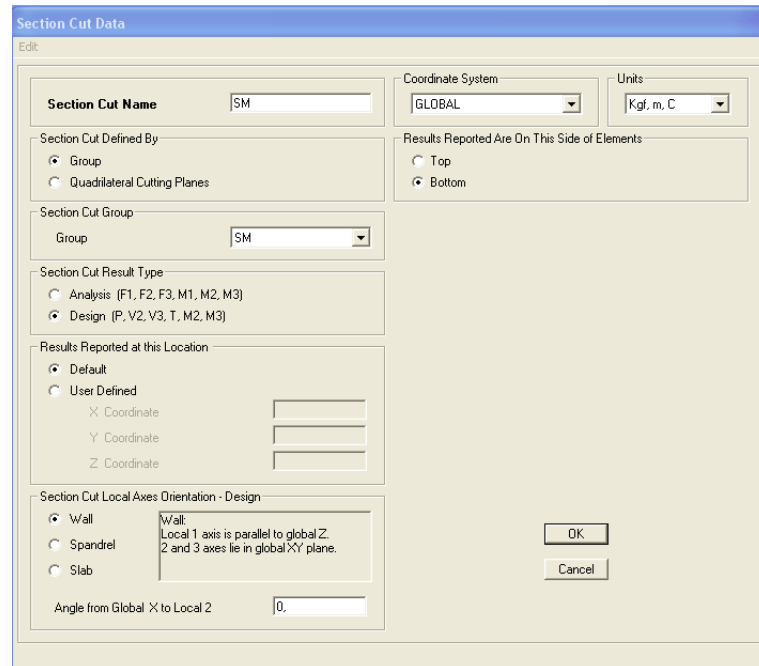 Section Cut Data
Edit
Section Cut Name
SM
Coordinate System
GLOBAL
Units
Kgf, m, C
Section Cut Defined By
Group
Quadrilateral Cutting Planes
Results Reported Are On This Side of Elements
Top
Bottom
Section Cut Group
Group
SM
Section Cut Result Type
Analysis (F1, F2, F3, M1, M2, M3)
Design (P, V2, V3, T, M2, M3)
Results Reported at this Location
Default
User Defined
X Coordinate
Y Coordinate
Z Coordinate
Section Cut Local Axes Orientation - Design
Wall
Spandrel
Slab
Wall:
Local 1 axis is parallel to global Z.
2 and 3 axes lie in global XY plane.
Angle from Global X to Local 2
0,
OK
Cancel